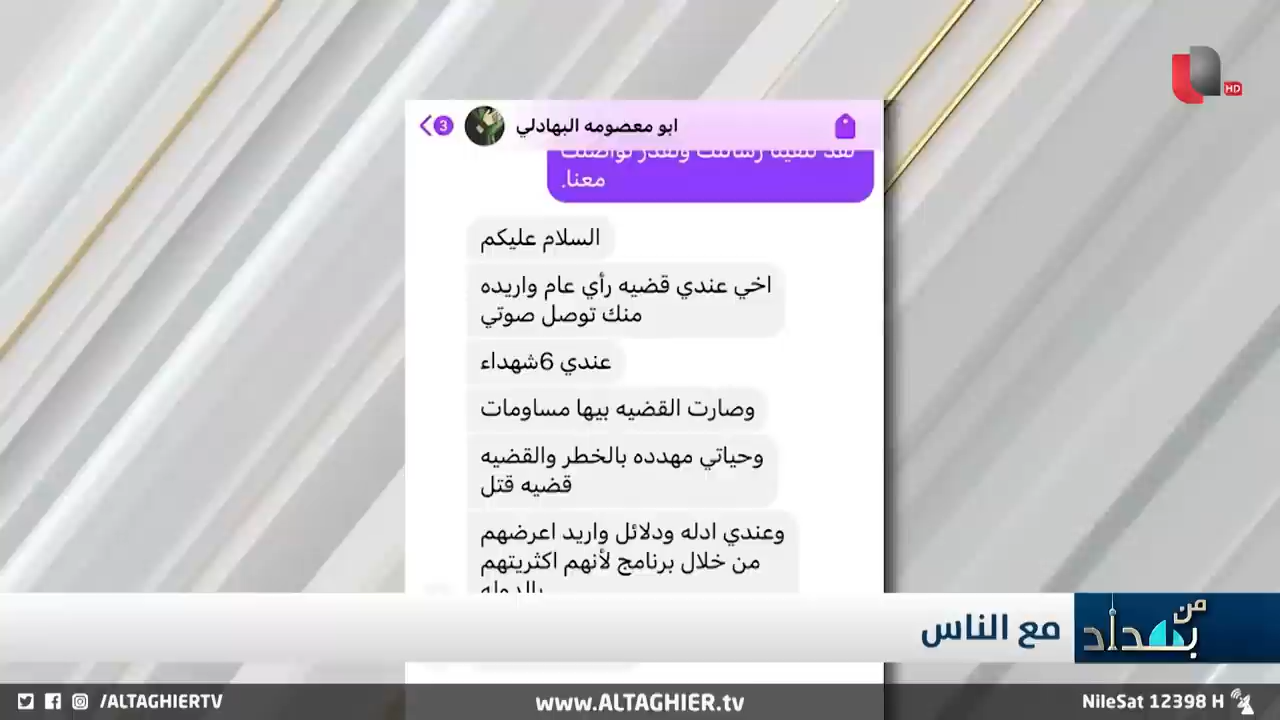 HD
3
ابو معصومه البهادلي
معنا.
السلام عليكم
اخي عندي قضيه رأي عام واريده
منك توصل صوتي
عندي 6شهداء
وصارت القضيه بيها مساومات
وحياتي مهدده بالخطر والقضيه
قضيه قتل
وعندي ادله ودلائل واريد اعرضهم
من خلال برنامج لأنهم اكثريتهم
بالدوله
من
بغداد
مع الناس
/ALTAGHIERTV
www.ALTAGHIER.tv
NileSat 12398 H